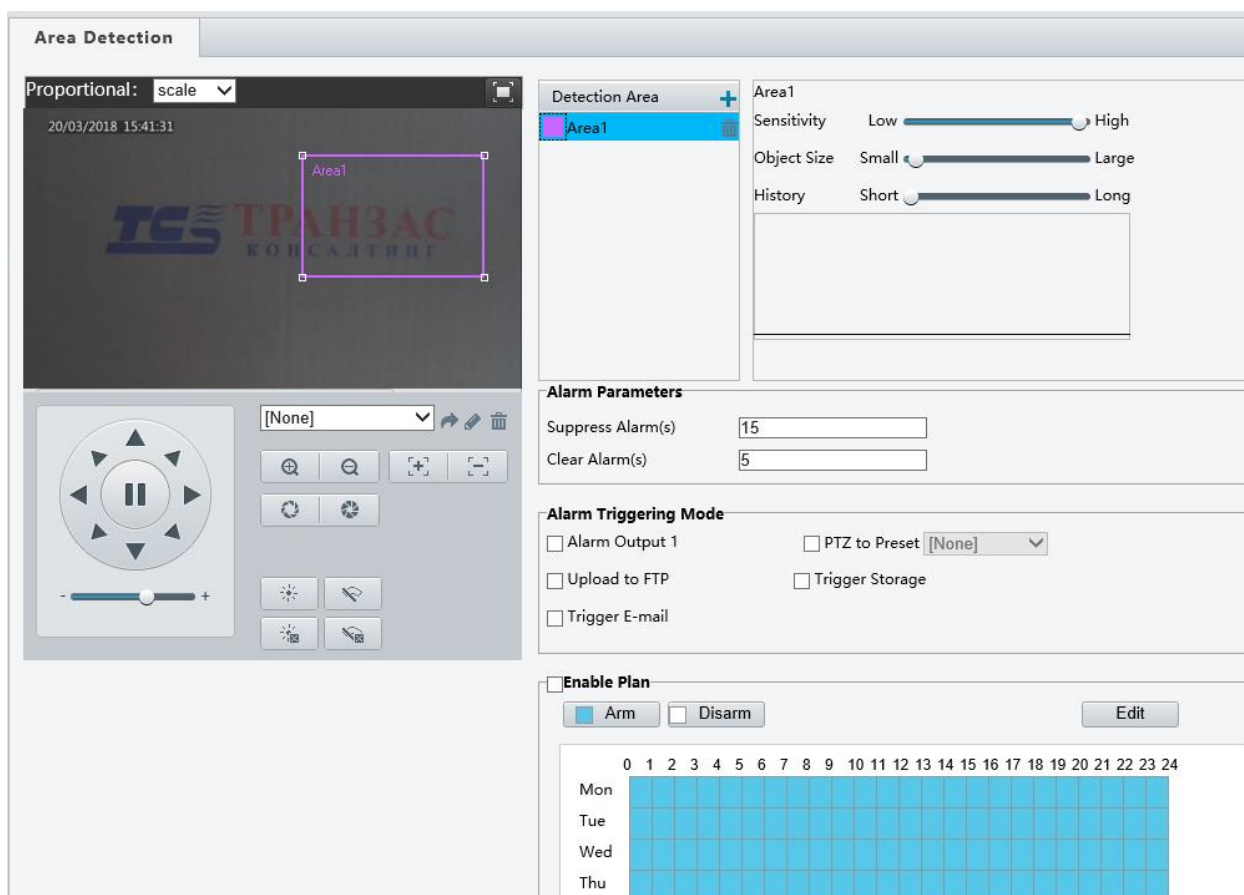 Area Detection
Proportional: scale
20/03/2018 15:41:31
Area1
TCS ТРАНЗАС
КОНСАЛТИНГ
[None]
- +
Detection Area +
Area1
Area1
Sensitivity Low High
Object Size Small Large
History Short Long
Alarm Parameters
Suppress Alarm(s) 15
Clear Alarm(s) 5
Alarm Triggering Mode
Alarm Output 1 PTZ to Preset [None]
Upload to FTP Trigger Storage
Trigger E-mail
Enable Plan
Arm Disarm Edit
0 1 2 3 4 5 6 7 8 9 10 11 12 13 14 15 16 17 18 19 20 21 22 23 24
Mon
Tue
Wed
Thu